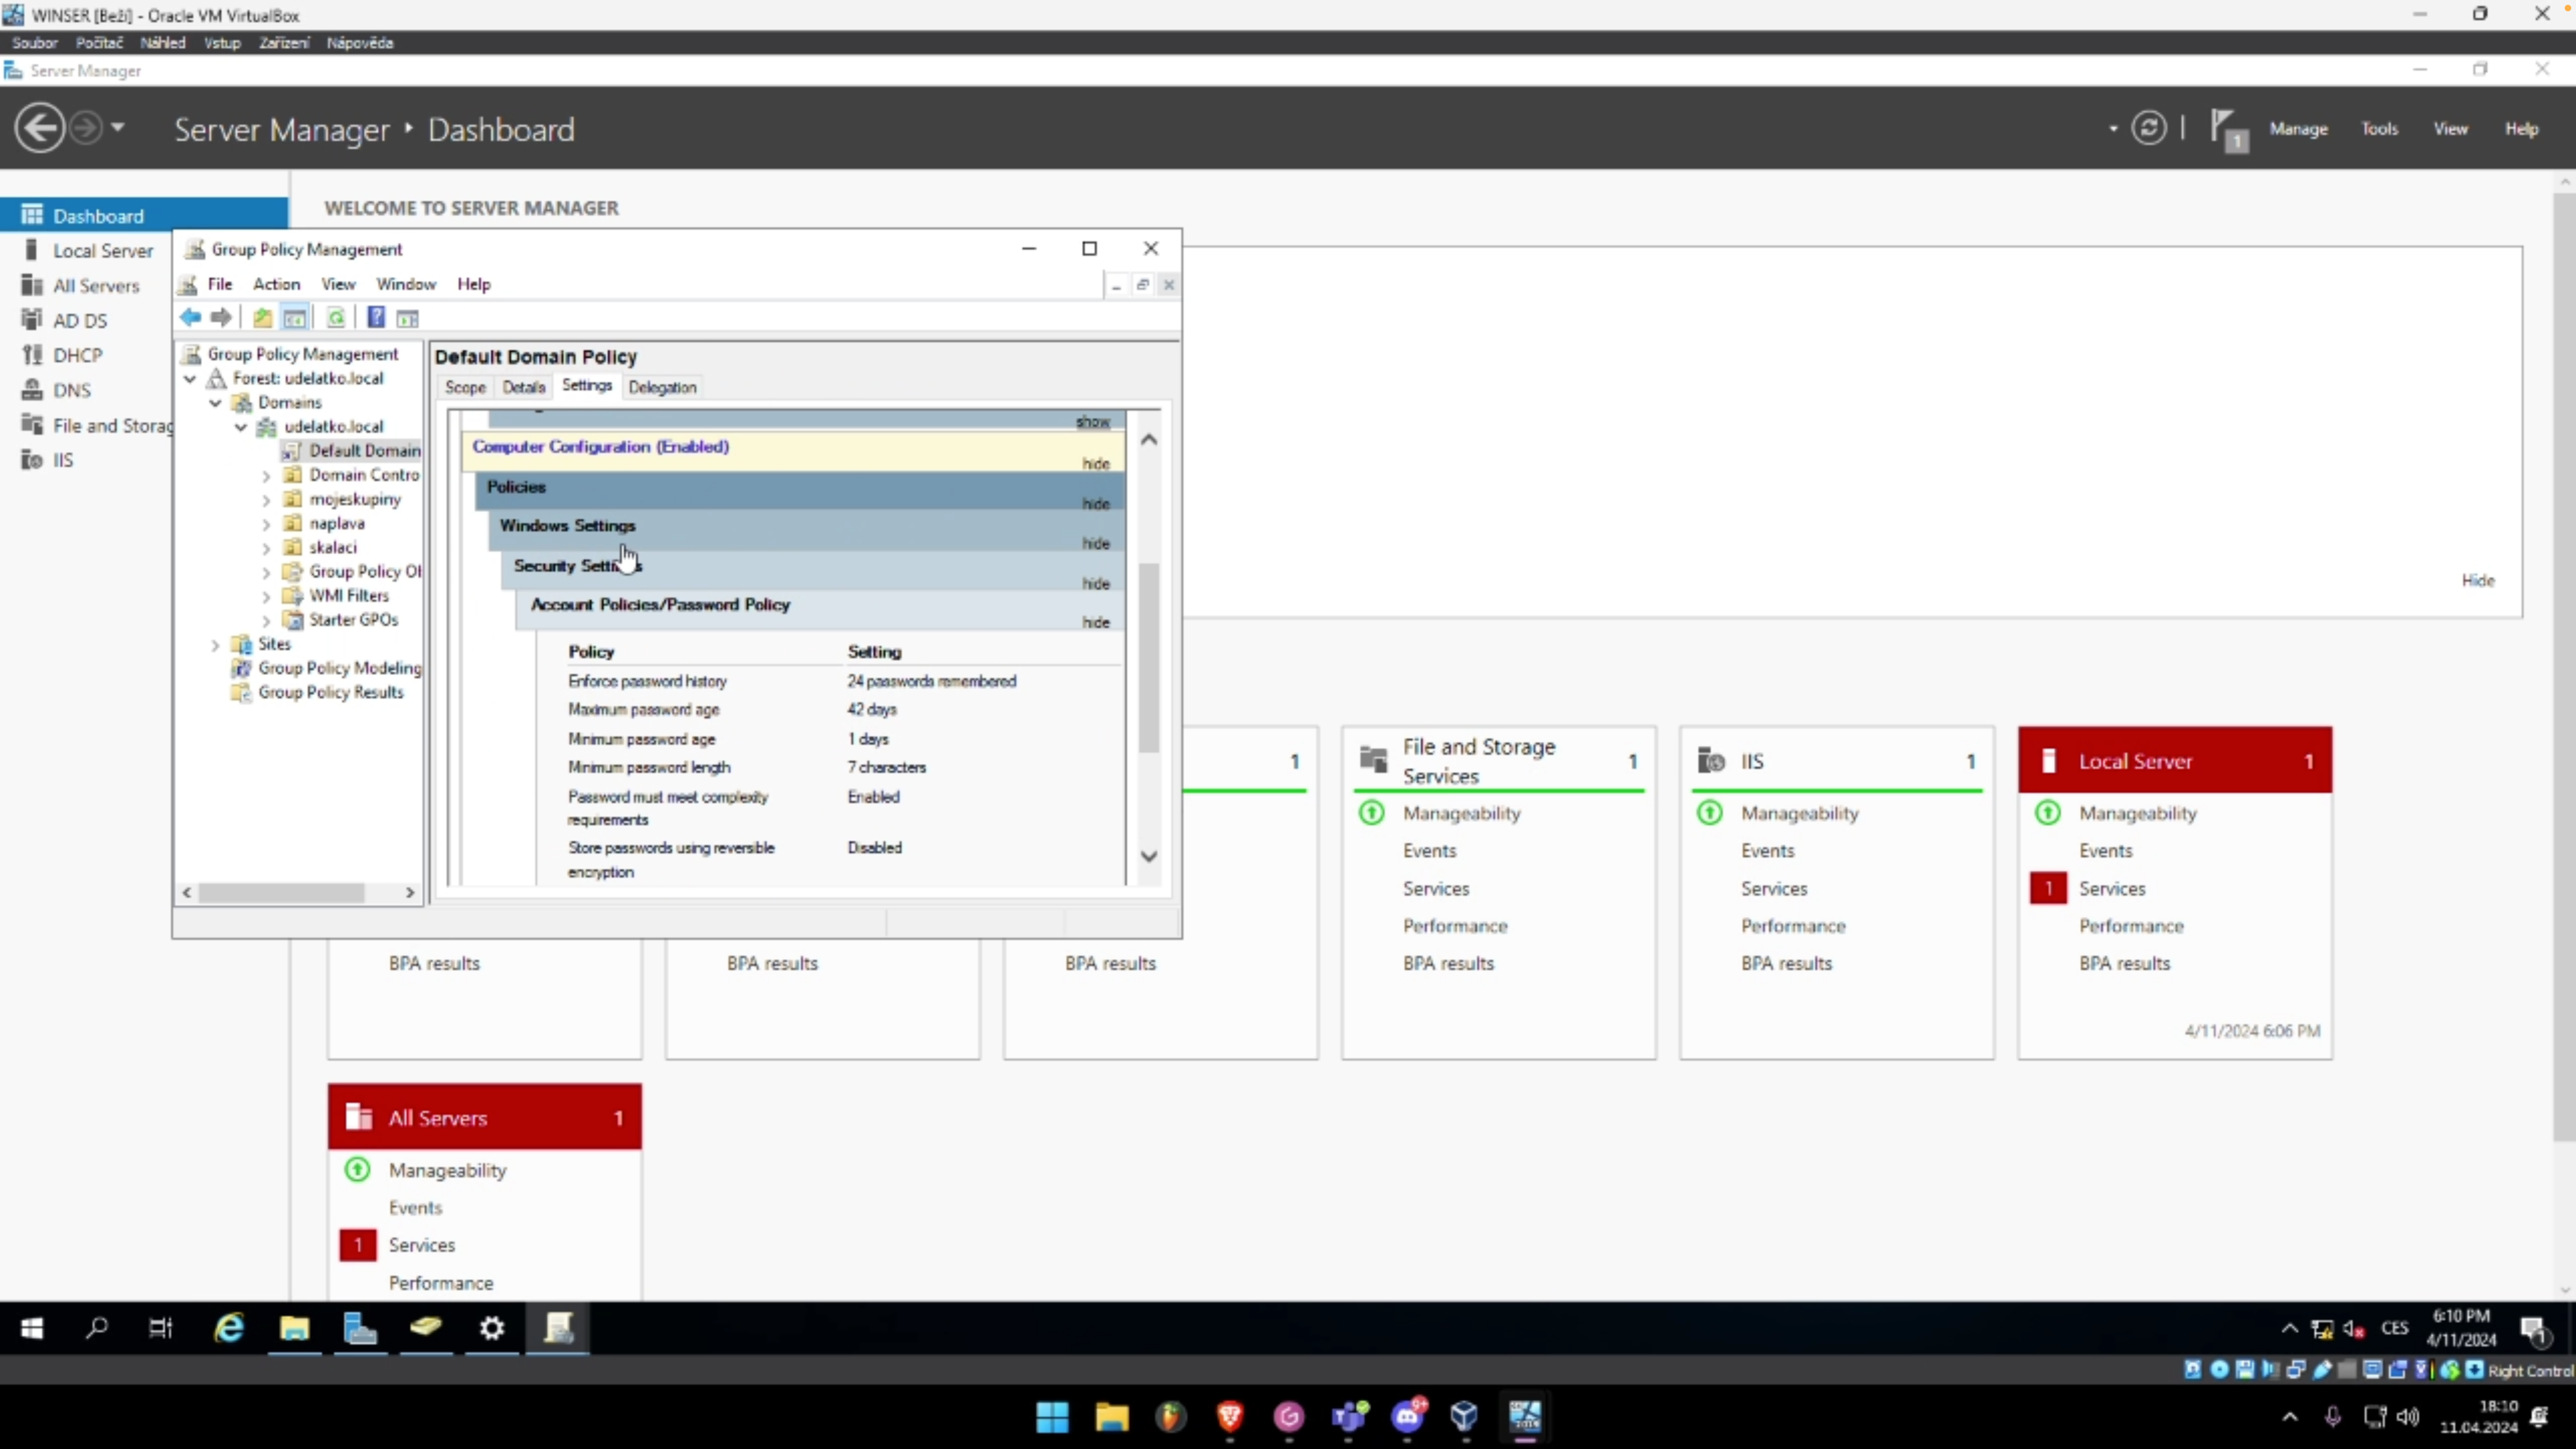 WINSER [Běží] - Oracle VM VirtualBox
Soubor Počítač Náhled Vstup Zařízení Nápověda
Server Manager
Server Manager ‣ Dashboard
1
Manage Tools View Help
Dashboard
Local Server
All Servers
AD DS
DHCP
DNS
File and Storag
IIS
WELCOME TO SERVER MANAGER
Group Policy Management
File Action View Window Help
Group Policy Management
Forest: udelatko.local
Domains
udelatko.local
Default Domain
Domain Contro
mojeskupiny
naplava
skalaci
Group Policy Ol
WMI Filters
Starter GPOs
Sites
Group Policy Modeling
Group Policy Results
Default Domain Policy
Scope Details Settings Delegation
show
Computer Configuration (Enabled)
hide
Policies
hide
Windows Settings
hide
Security Settings
hide
Account Policies/Password Policy
hide
Policy Setting
Enforce password history 24 passwords remembered
Maximum password age 42 days
Minimum password age 1 days
Minimum password length 7 characters
Password must meet complexity Enabled
requirements
Store passwords using reversible Disabled
encryption
Hide
1
File and Storage
Services
1
Manageability
Events
Services
Performance
BPA results
IIS 1
Manageability
Events
Services
Performance
BPA results
Local Server 1
Manageability
Events
1 Services
Performance
BPA results
4/11/2024 6:06 PM
BPA results
BPA results
BPA results
All Servers 1
Manageability
Events
1 Services
Performance
CES
6:10 PM
4/11/2024
1
Right Control
9+
18:10
11.04.2024